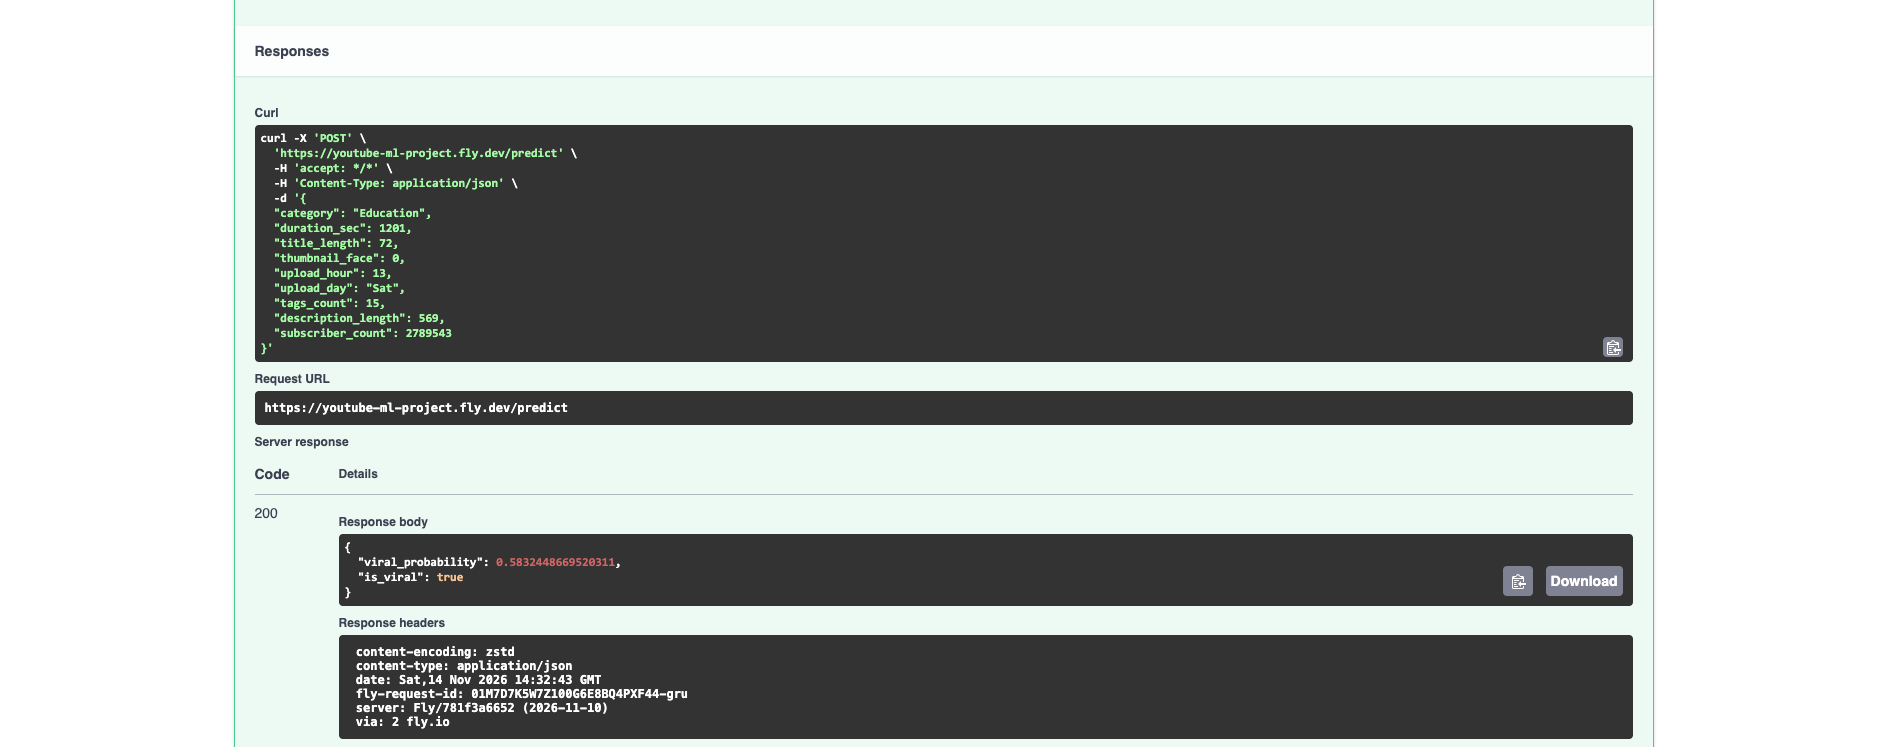 Responses
Curl
curl -X 'POST' \
'https://youtube-ml-project.fly.dev/predict' \
-H 'accept: */*' \
-H 'Content-Type: application/json' \
-d '{
"category": "Education",
"duration_sec": 1201,
"title_length": 72,
"thumbnail_face": 0,
"upload_hour": 13,
"upload_day": "Sat",
"tags_count": 15,
"description_length": 569,
"subscriber_count": 2789543
}'
Request URL
https://youtube-ml-project.fly.dev/predict
Server response
Code Details
200
Response body
{
"viral_probability": 0.5832448669520311,
"is_viral": true
}
Download
Response headers
content-encoding: zstd
content-type: application/json
date: Sat,14 Nov 2026 14:32:43 GMT
fly-request-id: 01M7D7K5W7Z100G6E8BQ4PXF44-gru
server: Fly/781f3a6652 (2026-11-10)
via: 2 fly.io